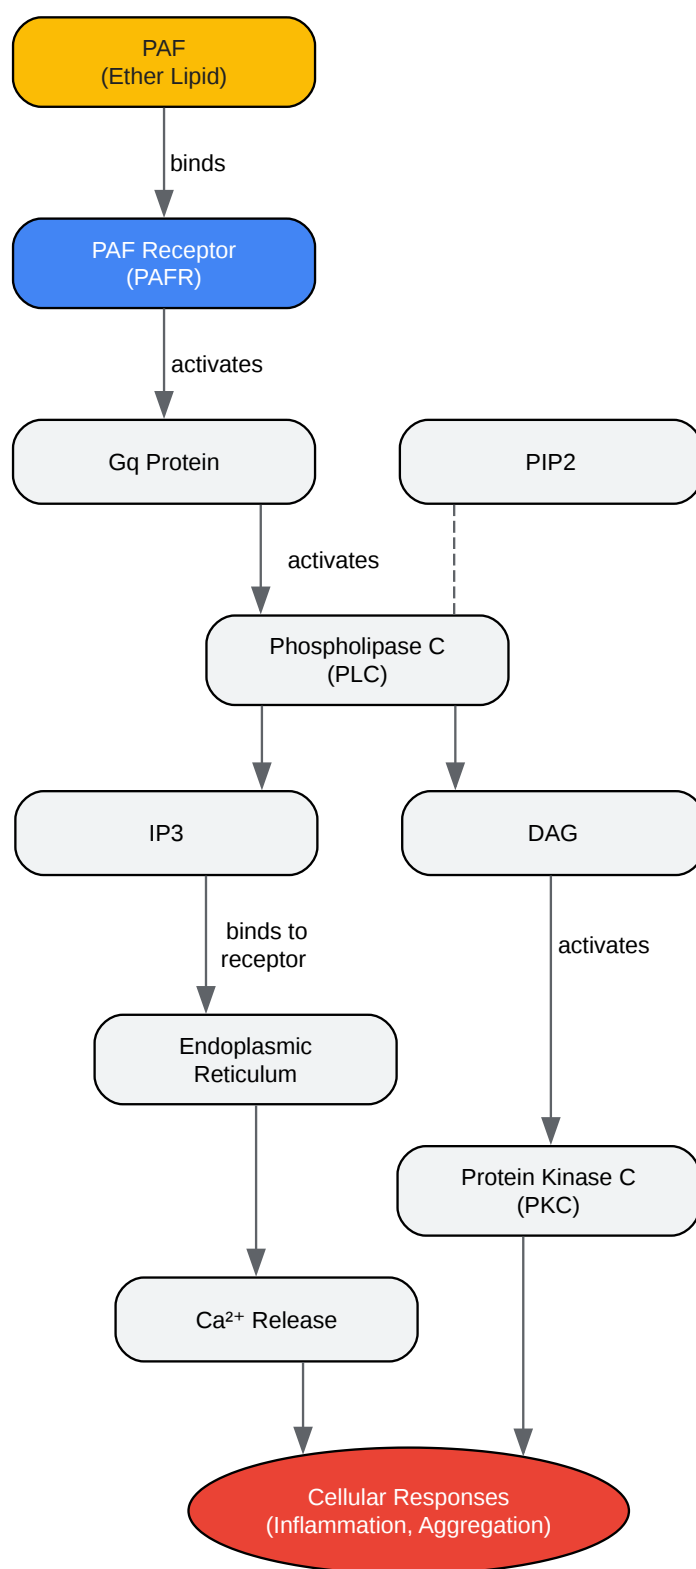 PAF
(Ether Lipid)
binds
PAF Receptor
(PAFR)
activates
Gq Protein
PIP2
activates
Phospholipase C
(PLC)
IP3
DAG
binds to
receptor
activates
Endoplasmic
Reticulum
Protein Kinase C
(PKC)
Ca²⁺ Release
Cellular Responses
(Inflammation, Aggregation)